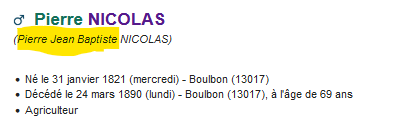 ♂ Pierre NICOLAS
(Pierre Jean Baptiste NICOLAS)
• Né le 31 janvier 1821 (mercredi) - Boulbon (13017)
• Décédé le 24 mars 1890 (lundi) - Boulbon (13017), à l'âge de 69 ans
• Agriculteur